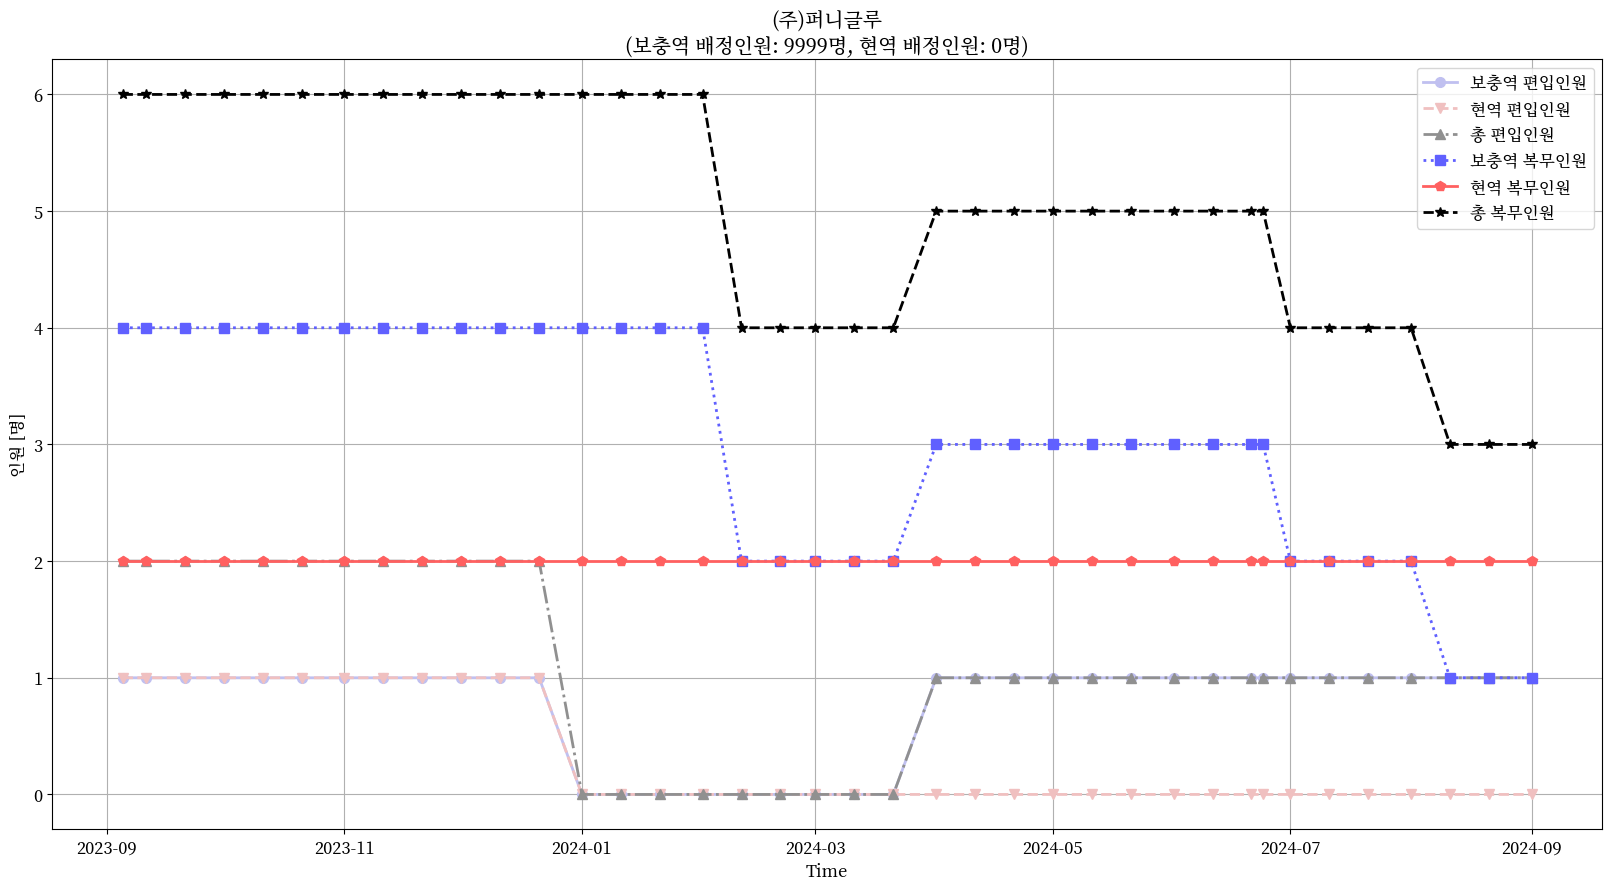 (주)퍼니글루
(보충역 배정인원: 9999명, 현역 배정인원: 0명)
보충역 편입인원
현역 편입인원
총 편입인원
보충역 복무인원
현역 복무인원
총 복무인원
인원 [명]
6
5
4
3
2
1
0
2023-09 2023-11 2024-01 2024-03 2024-05 2024-07 2024-09
Time